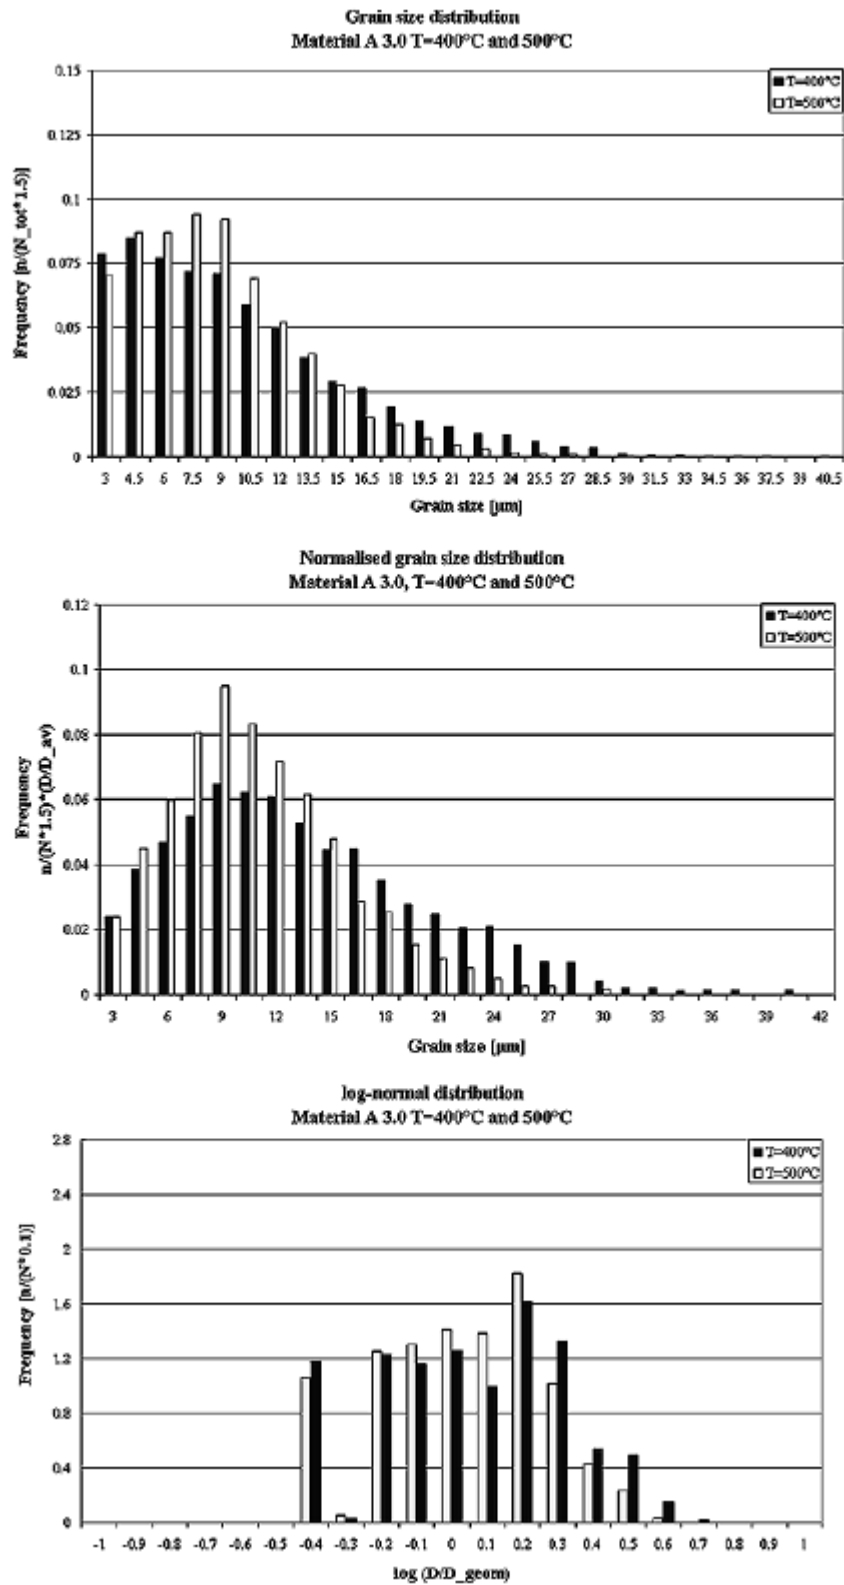 Grain size distribution
Material A 3.0 T=400°C and 500°C
0.15
0.125
0.1
0.075
0.05
0.025
0
Frequency [n/(N_tot*1.5)]
T=400°C
T=500°C
3 4.5 6 7.5 9 10.5 12 13.5 15 16.5 18 19.5 21 22.5 24 25.5 27 28.5 30 31.5 33 34.5 36 37.5 39 40.5
Grain size [µm]
Normalised grain size distribution
Material A 3.0, T=400°C and 500°C
0.12
0.1
0.08
0.06
0.04
0.02
0
Frequency
n/(N*1.5)*(D/D_av)
T=400°C
T=500°C
3 6 9 12 15 18 21 24 27 30 33 36 39 42
Grain size [µm]
log-normal distribution
Material A 3.0 T=400°C and 500°C
2.8
2.4
2
1.6
1.2
0.8
0.4
0
Frequency [n/(N*0.1)]
T=400°C
T=500°C
-1 -0.9 -0.8 -0.7 -0.6 -0.5 -0.4 -0.3 -0.2 -0.1 0 0.1 0.2 0.3 0.4 0.5 0.6 0.7 0.8 0.9 1
log (D/D_geom)